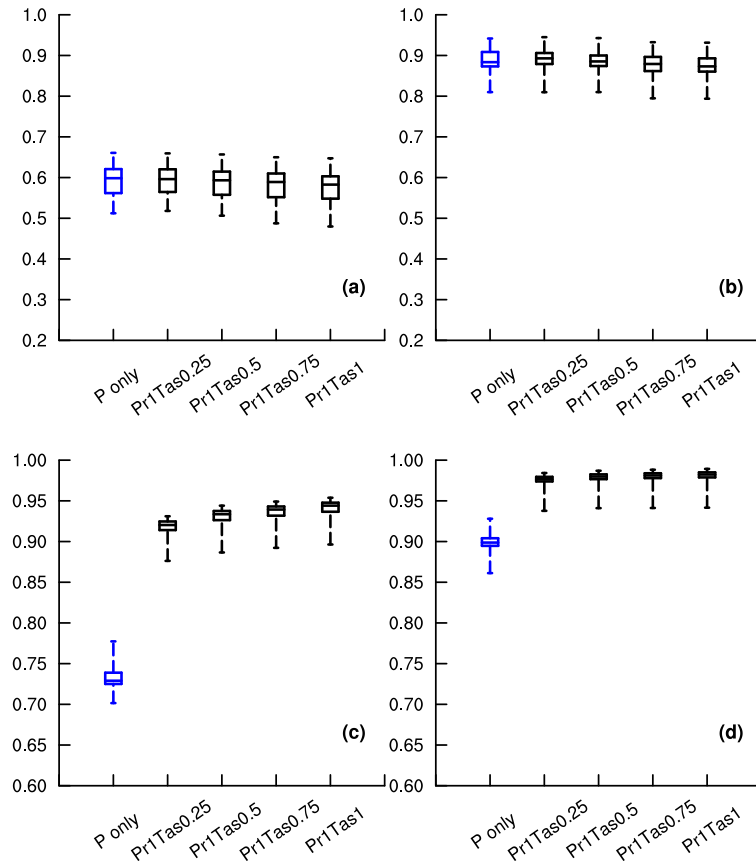 1.0
0.9
0.8
0.7
0.6
0.5
0.4
0.3
0.2
(a)
P only
Pr1Tas0.25
Pr1Tas0.5
Pr1Tas0.75
Pr1Tas1
1.0
0.9
0.8
0.7
0.6
0.5
0.4
0.3
0.2
(b)
P only
Pr1Tas0.25
Pr1Tas0.5
Pr1Tas0.75
Pr1Tas1
1.00
0.95
0.90
0.85
0.80
0.75
0.70
0.65
0.60
(c)
P only
Pr1Tas0.25
Pr1Tas0.5
Pr1Tas0.75
Pr1Tas1
1.00
0.95
0.90
0.85
0.80
0.75
0.70
0.65
0.60
(d)
P only
Pr1Tas0.25
Pr1Tas0.5
Pr1Tas0.75
Pr1Tas1